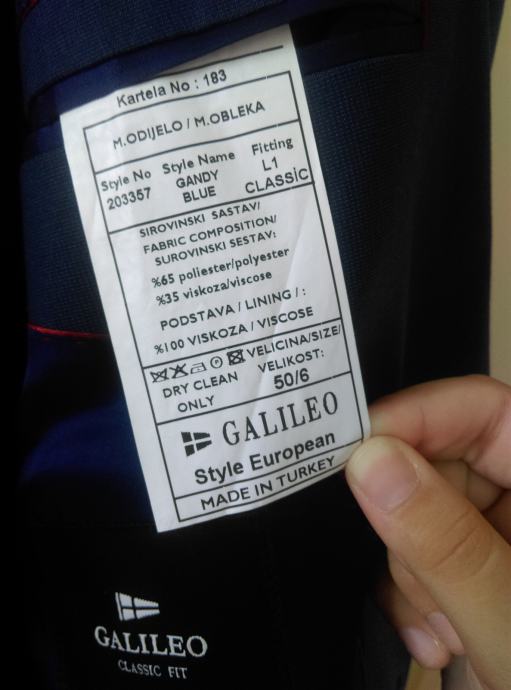 Kartela No : 183
M.ODIJELO / M.OBLEKA
Style No Style Name Fitting
203357 GANDY BLUE L1 CLASSİC
SIROVINSKI SASTAV/
FABRIC COMPOSITION/
SUROVINSKI SESTAV:
%65 poliester/polyester
%35 viskoza/viscose
PODSTAVA / LINING / :
%100 VISKOZA / VISCOSE
VELICINA/SIZE/
DRY CLEAN VELIKOST:
ONLY 50/6
GALILEO
Style European
MADE IN TURKEY
GALILEO
CLASSIC FIT